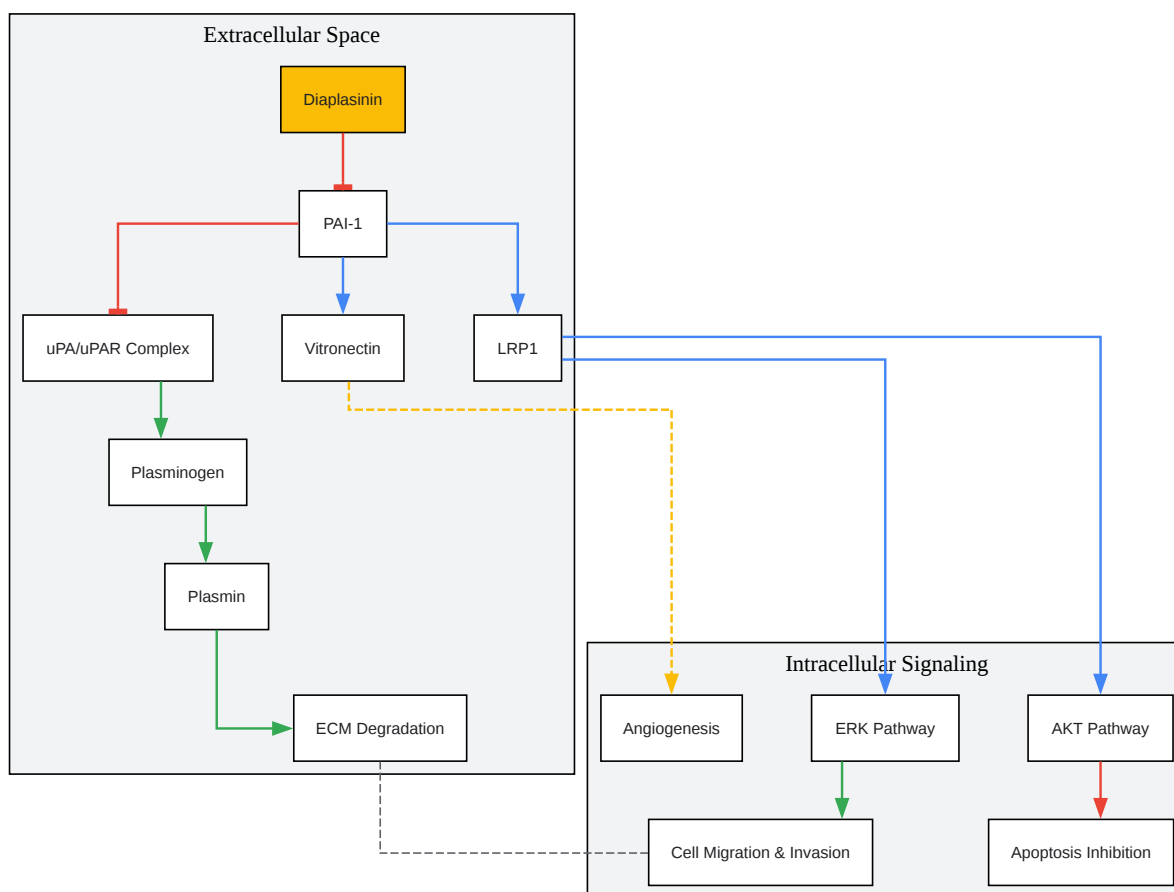 Extracellular Space
Diaplasinin
PAI-1
uPA/uPAR Complex
Vitronectin
LRP1
Plasminogen
Plasmin
Intracellular Signaling
ECM Degradation
Angiogenesis
ERK Pathway
AKT Pathway
Cell Migration & Invasion
Apoptosis Inhibition